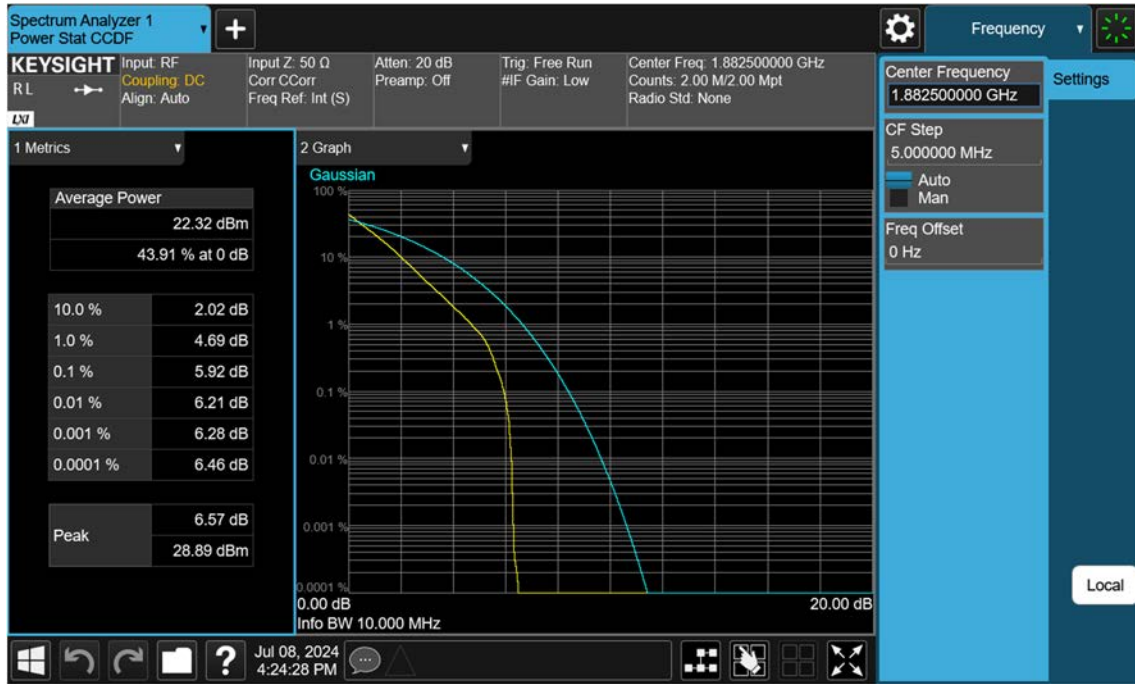 Spectrum Analyzer 1
Power Stat CCDF
+
Frequency
KEYSIGHT
RL
LXI
Input: RF
Coupling: DC
Align: Auto
Input Z: 50 Ω
Corr CCorr
Freq Ref: Int (S)
Atten: 20 dB
Preamp: Off
Trig: Free Run
#IF Gain: Low
Center Freq: 1.882500000 GHz
Counts: 2.00 M/2.00 Mpt
Radio Std: None
Center Frequency
1.882500000 GHz
Settings
CF Step
5.000000 MHz
Auto
Man
Freq Offset
0 Hz
1 Metrics
Average Power
22.32 dBm
43.91 % at 0 dB
10.0 % 2.02 dB
1.0 % 4.69 dB
0.1 % 5.92 dB
0.01 % 6.21 dB
0.001 % 6.28 dB
0.0001 % 6.46 dB
Peak
6.57 dB
28.89 dBm
2 Graph
Gaussian
100 %
10 %
1 %
0.1 %
0.01 %
0.001 %
0.0001 %
0.00 dB 20.00 dB
Info BW 10.000 MHz
Local
?
Jul 08, 2024
4:24:28 PM